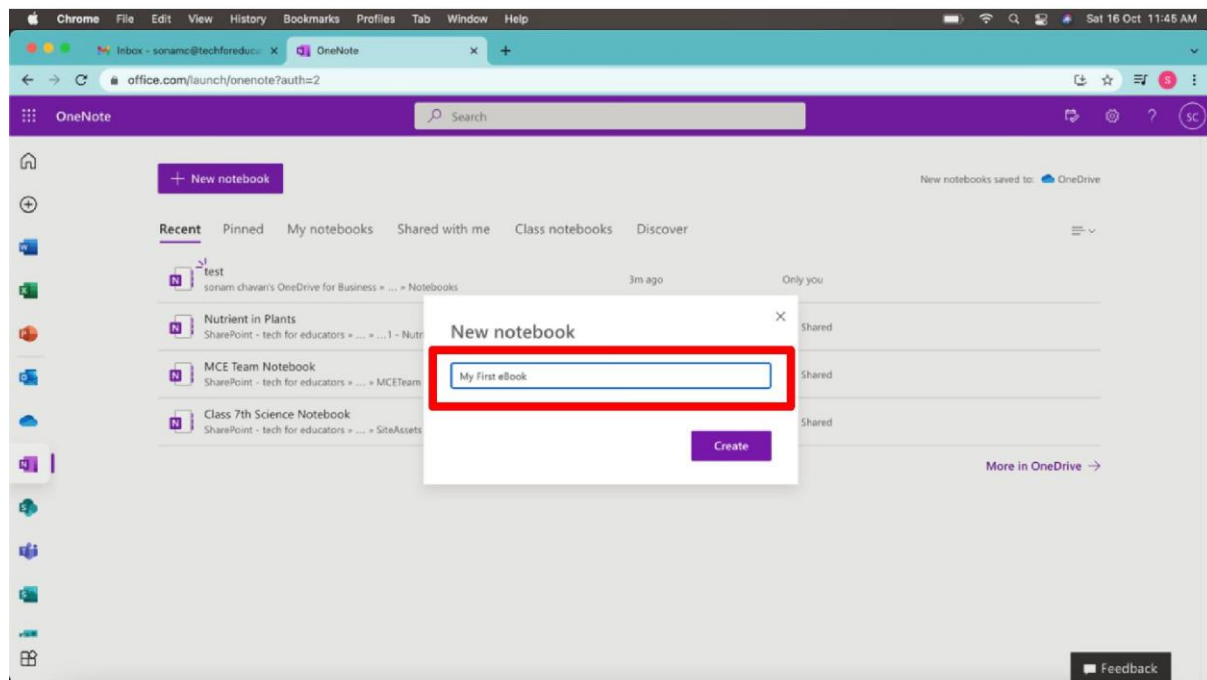 Chrome File Edit View History Bookmarks Profiles Tab Window Help Sat 16 Oct 11:45 AM
Inbox - sonamc@techforeduca × OneNote × +
office.com/launch/onenote?auth=2 S
OneNote Search ? SC
+ New notebook New notebooks saved to: OneDrive
Recent Pinned My notebooks Shared with me Class notebooks Discover
test
sonam chavan's OneDrive for Business » ... » Notebooks 3m ago Only you
Nutrient in Plants
SharePoint - tech for educators » ... » ...1 - Nutr Shared
MCE Team Notebook
SharePoint - tech for educators » ... » MCETeam Shared
Class 7th Science Notebook
SharePoint - tech for educators » ... » SiteAssets Shared
New notebook ×
My First eBook
Create
More in OneDrive →
Feedback